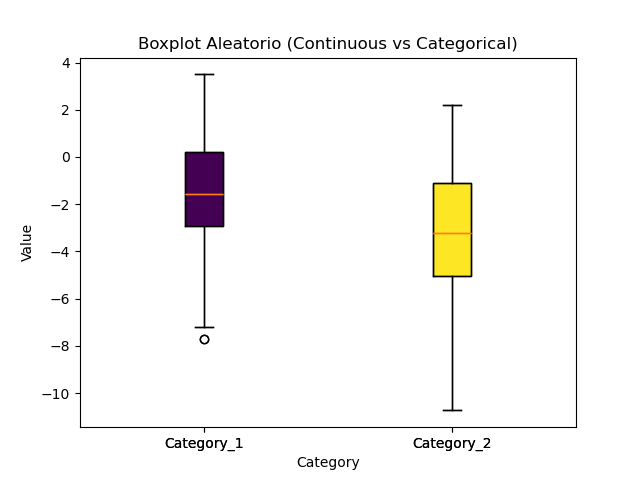 Boxplot Aleatorio (Continuous vs Categorical)
4
2
0
−2
−4
−6
−8
−10
Value
Category_1
Category_2
Category